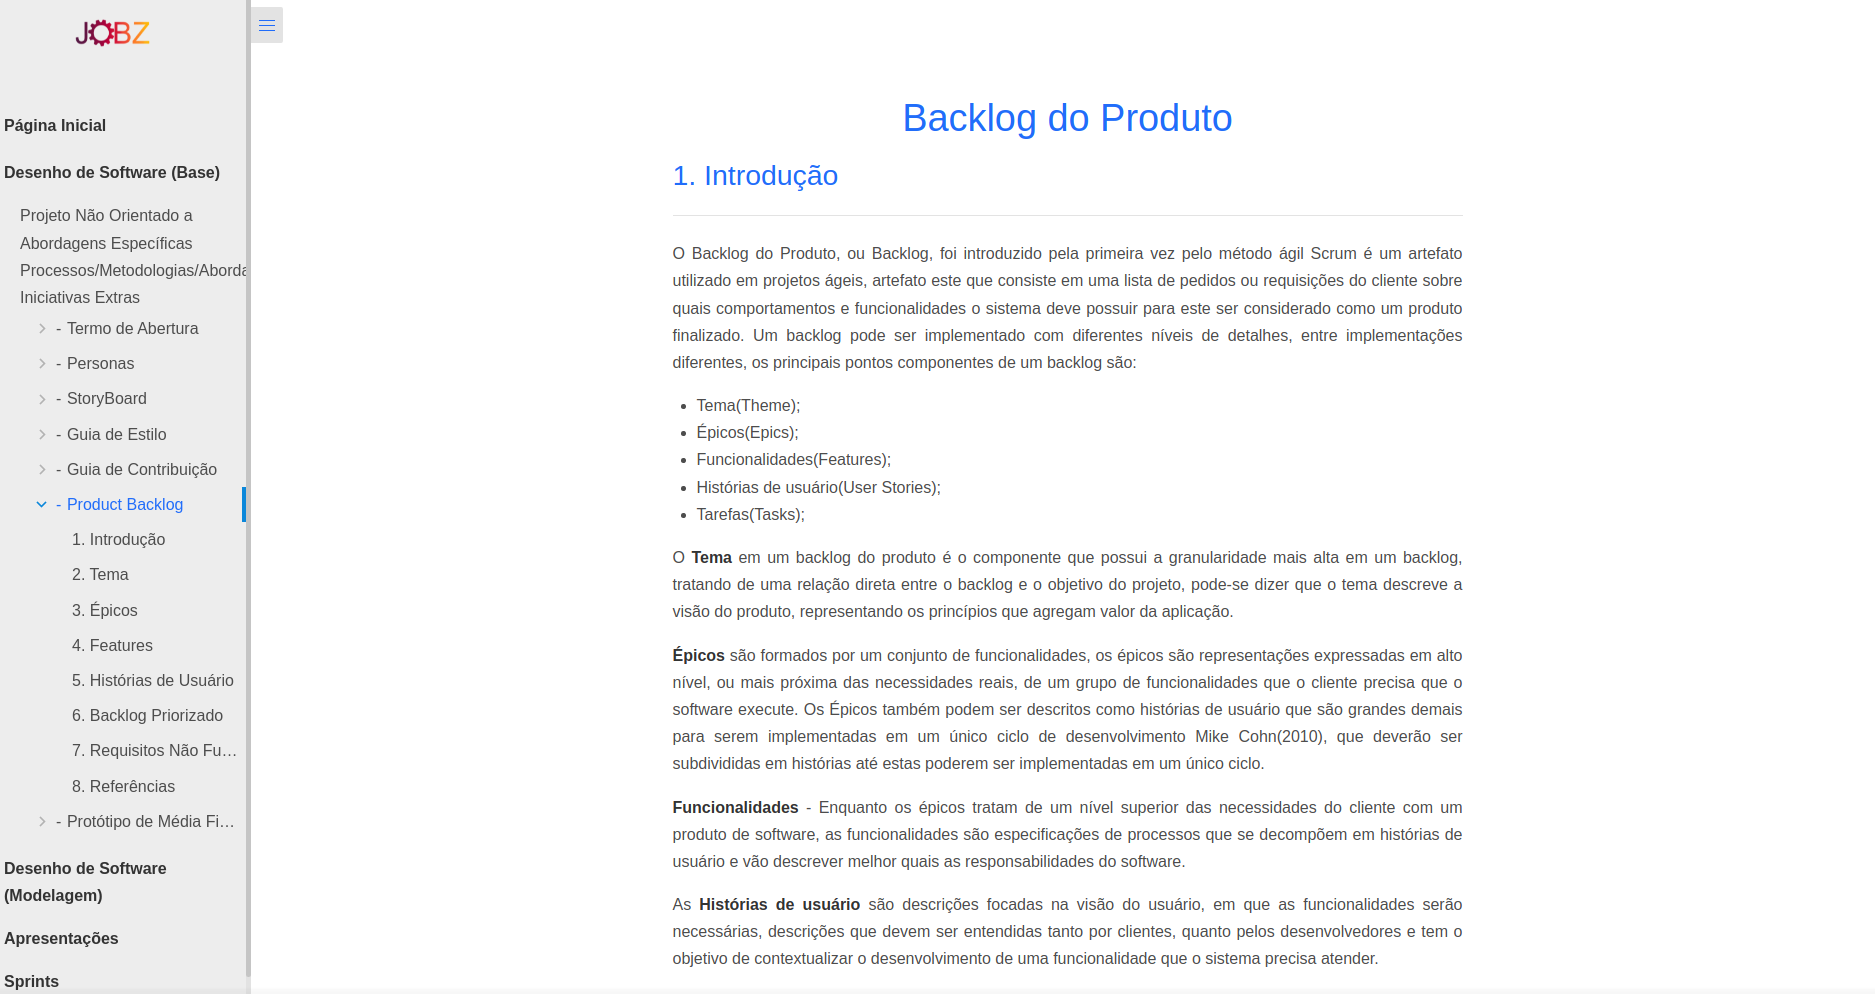 JOBZ
Página Inicial
Desenho de Software (Base)
Projeto Não Orientado a
Abordagens Específicas
Processos/Metodologias/Aborda
Iniciativas Extras
- Termo de Abertura
- Personas
- StoryBoard
- Guia de Estilo
- Guia de Contribuição
- Product Backlog
1. Introdução
2. Tema
3. Épicos
4. Features
5. Histórias de Usuário
6. Backlog Priorizado
7. Requisitos Não Fu…
8. Referências
- Protótipo de Média Fi…
Desenho de Software
(Modelagem)
Apresentações
Sprints
Backlog do Produto
1. Introdução
O Backlog do Produto, ou Backlog, foi introduzido pela primeira vez pelo método ágil Scrum é um artefato
utilizado em projetos ágeis, artefato este que consiste em uma lista de pedidos ou requisições do cliente sobre
quais comportamentos e funcionalidades o sistema deve possuir para este ser considerado como um produto
finalizado. Um backlog pode ser implementado com diferentes níveis de detalhes, entre implementações
diferentes, os principais pontos componentes de um backlog são:
• Tema(Theme);
• Épicos(Epics);
• Funcionalidades(Features);
• Histórias de usuário(User Stories);
• Tarefas(Tasks);
O Tema em um backlog do produto é o componente que possui a granularidade mais alta em um backlog,
tratando de uma relação direta entre o backlog e o objetivo do projeto, pode-se dizer que o tema descreve a
visão do produto, representando os princípios que agregam valor da aplicação.
Épicos são formados por um conjunto de funcionalidades, os épicos são representações expressadas em alto
nível, ou mais próxima das necessidades reais, de um grupo de funcionalidades que o cliente precisa que o
software execute. Os Épicos também podem ser descritos como histórias de usuário que são grandes demais
para serem implementadas em um único ciclo de desenvolvimento Mike Cohn(2010), que deverão ser
subdivididas em histórias até estas poderem ser implementadas em um único ciclo.
Funcionalidades - Enquanto os épicos tratam de um nível superior das necessidades do cliente com um
produto de software, as funcionalidades são especificações de processos que se decompõem em histórias de
usuário e vão descrever melhor quais as responsabilidades do software.
As Histórias de usuário são descrições focadas na visão do usuário, em que as funcionalidades serão
necessárias, descrições que devem ser entendidas tanto por clientes, quanto pelos desenvolvedores e tem o
objetivo de contextualizar o desenvolvimento de uma funcionalidade que o sistema precisa atender.